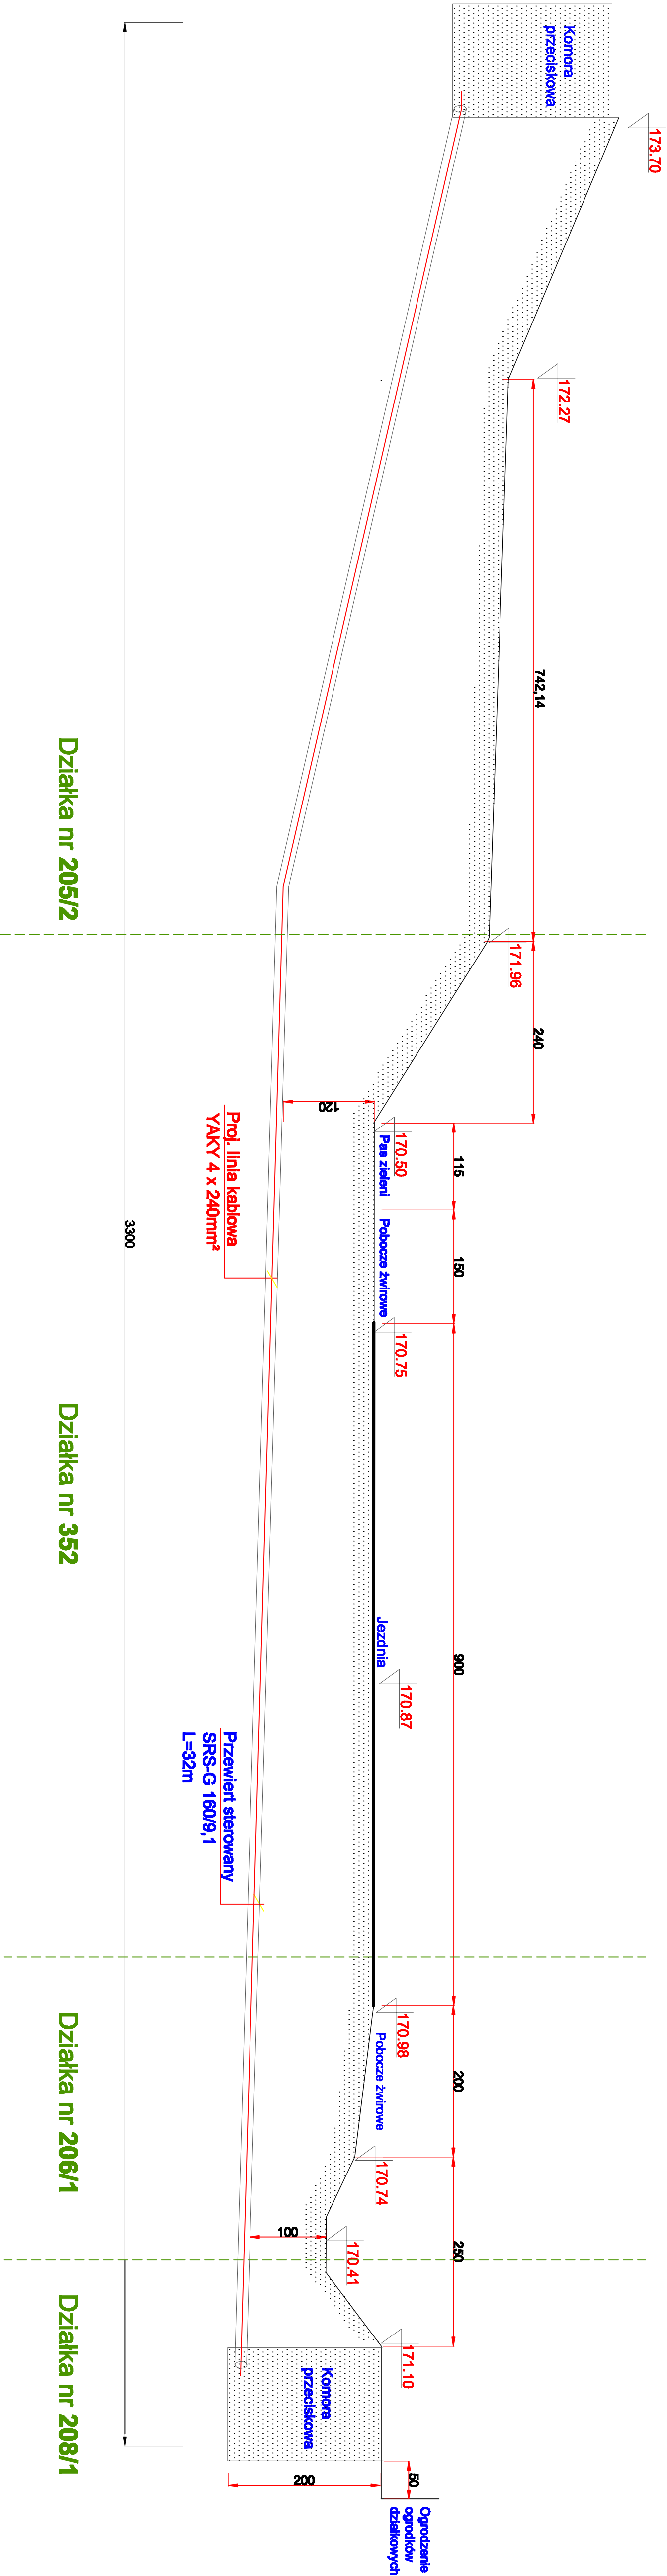 Komora
przeciskowa
173.70
172.27
742,14
171.96
240
170.50
Pas zieleni
115
Pobocze żwirowe
150
170.75
120
Proj. linia kablowa
YAKY 4 x 240mm²
900
Jezdnia
170.87
Przewiert sterowany
SRS-G 160/9,1
L=32m
170.98
Pobocze żwirowe
200
170.74
250
100
170.41
171.10
Komora
przeciskowa
200
50
Ogrodzenie
ogrodków
działkowych
3300
Działka nr 205/2
Działka nr 352
Działka nr 206/1
Działka nr 208/1